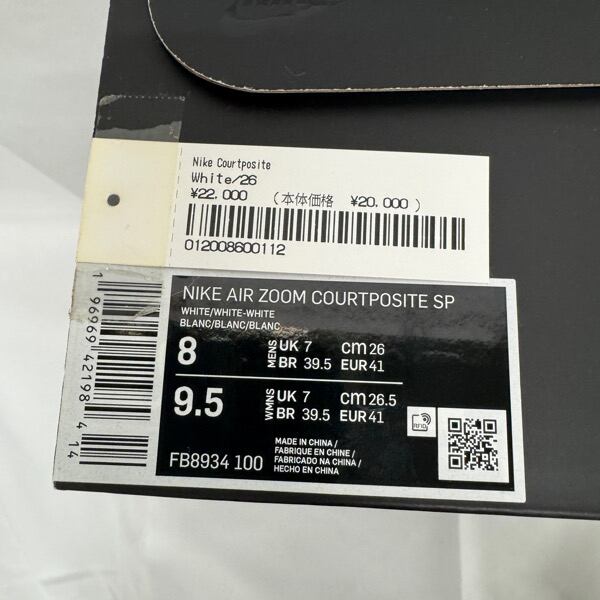 Nike Courtposite
White/26
¥22,000 (本体価格 ¥20,000)
012008600112
NIKE AIR ZOOM COURTPOSITE SP
WHITE/WHITE-WHITE
BLANC/BLANC/BLANC
8 MENS UK 7 cm 26
BR 39.5 EUR 41
9.5 WMNS UK 7 cm 26.5
BR 39.5 EUR 41
RFID
FB8934 100
MADE IN CHINA /
FABRIQUE EN CHINE /
FABRICADO NA CHINA /
HECHO EN CHINA
1 96969 42198 4 14